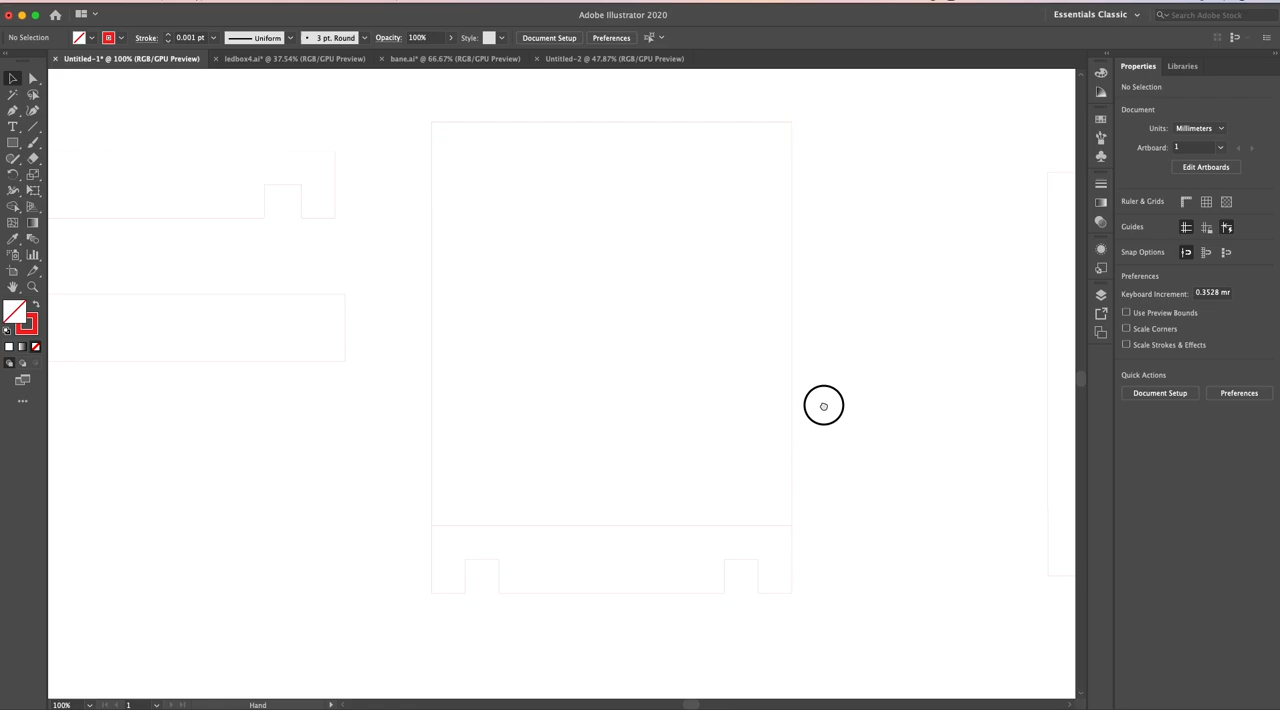 Adobe Illustrator 2020
Essentials Classic
Search Adobe Stock
No Selection
Stroke:
0.001 pt
Uniform
3 pt. Round
Opacity:
100%
Style:
Document Setup
Preferences
Untitled-1* @ 100% (RGB/GPU Preview)
ledbox4.ai* @ 37.54% (RGB/GPU Preview)
bane.ai* @ 66.67% (RGB/GPU Preview)
Untitled-2 @ 47.87% (RGB/GPU Preview)
Properties
Libraries
No Selection
Document
Units:
Millimeters
Artboard:
1
Edit Artboards
Ruler & Grids
Guides
Snap Options
Preferences
Keyboard Increment:
0.3528 mr
Use Preview Bounds
Scale Corners
Scale Strokes & Effects
Quick Actions
Document Setup
Preferences
100%
1
Hand